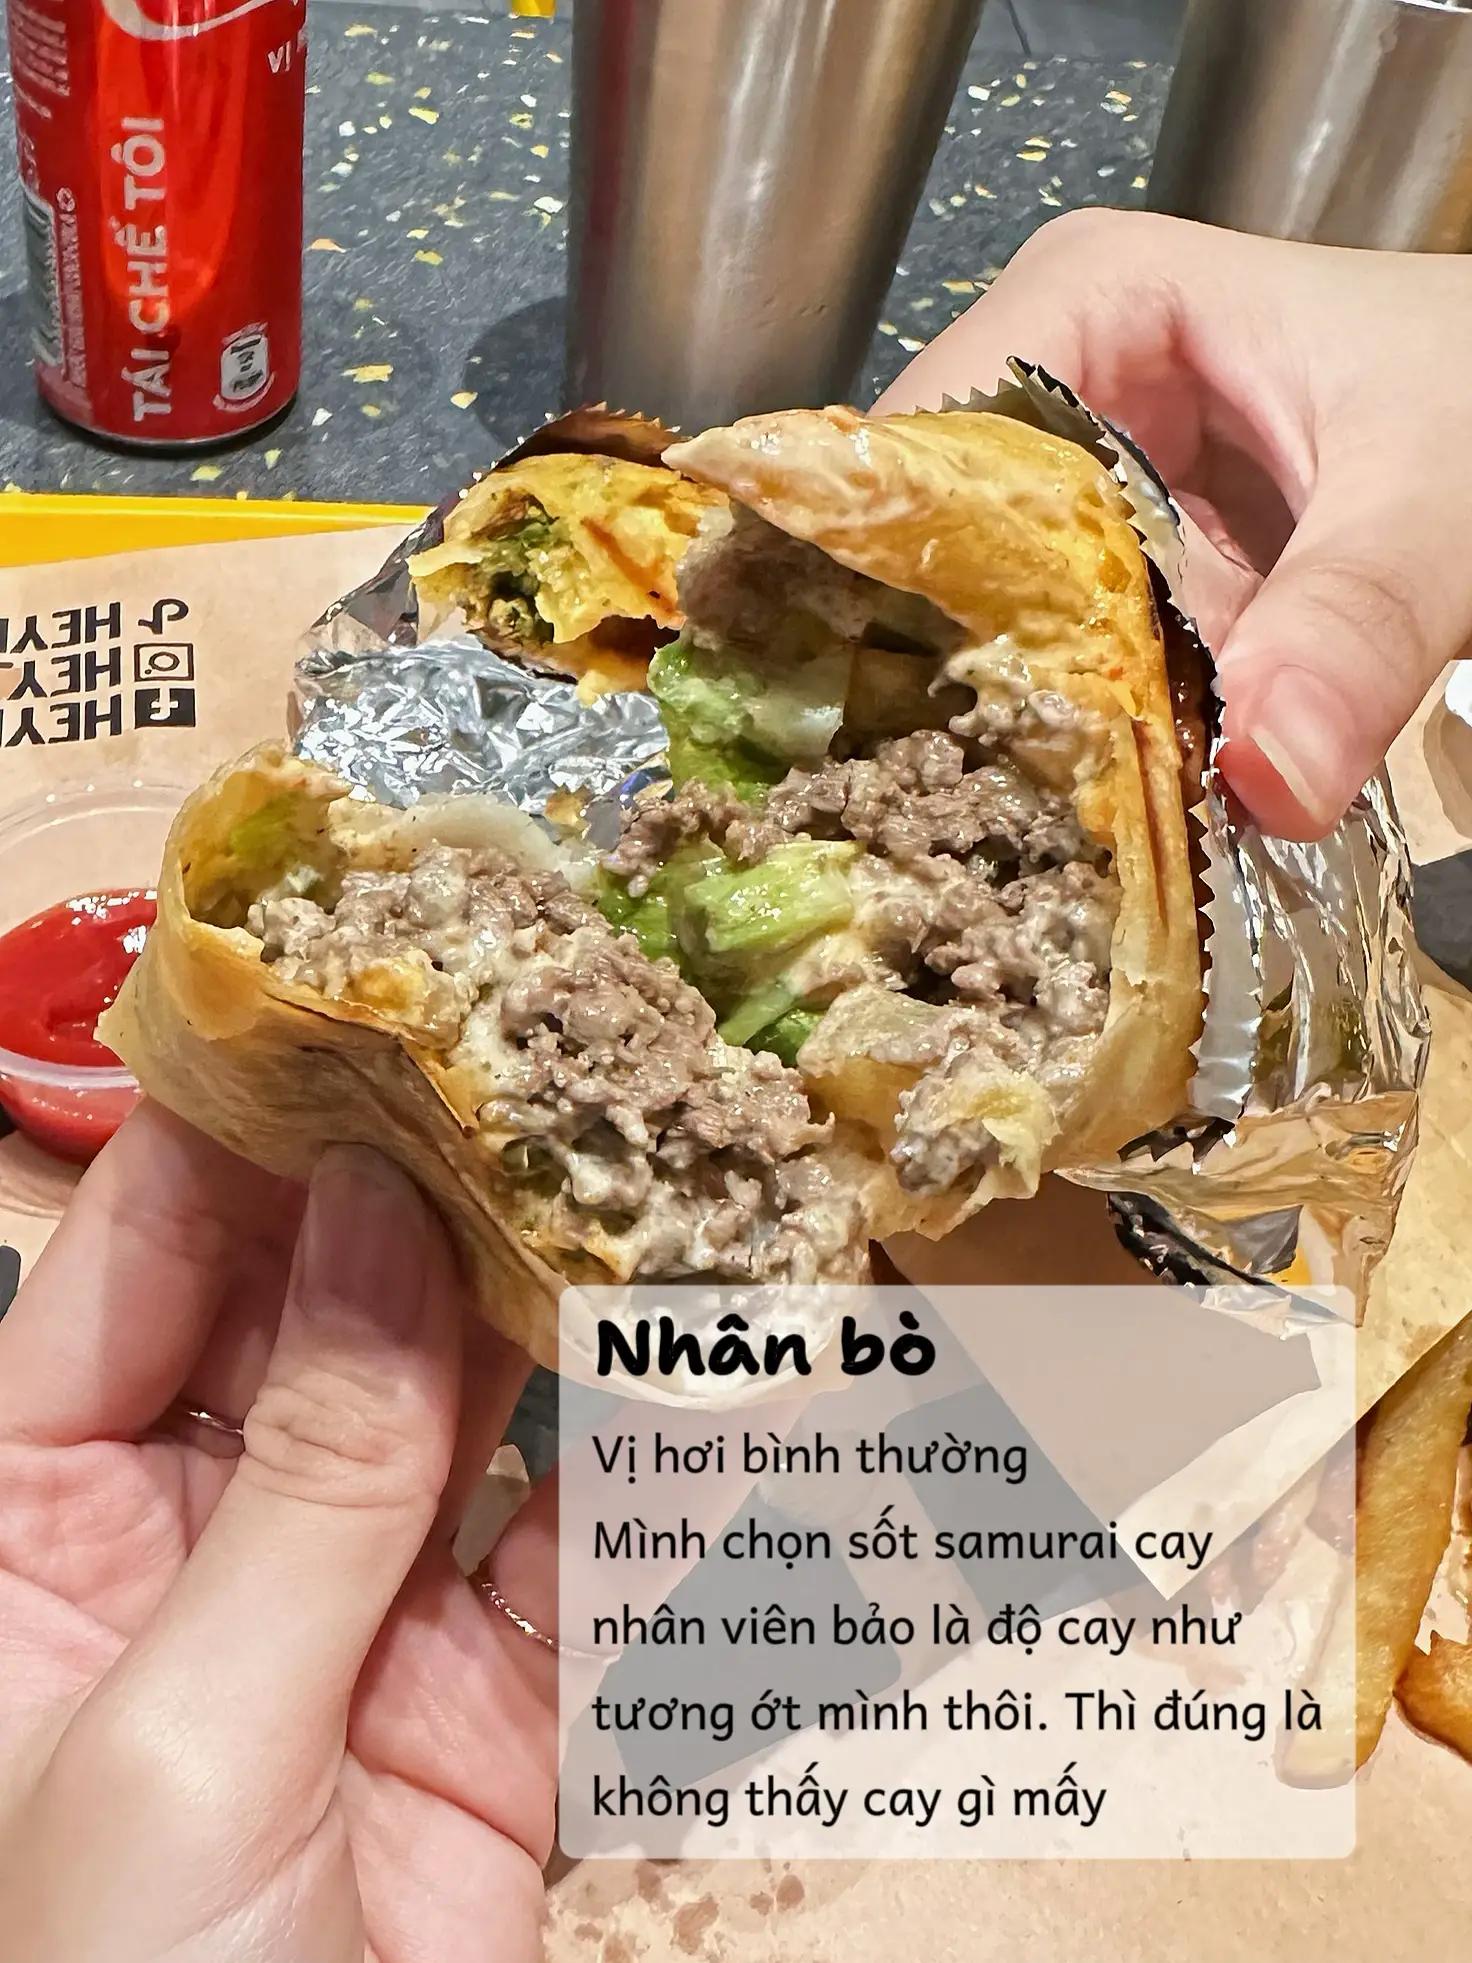 VỊ
TÁI CHẾ TÔI
HEY
HEY
HEY
Nhân bò
Vị hơi bình thường
Mình chọn sốt samurai cay
nhân viên bảo là độ cay như
tương ớt mình thôi. Thì đúng là
không thấy cay gì mấy